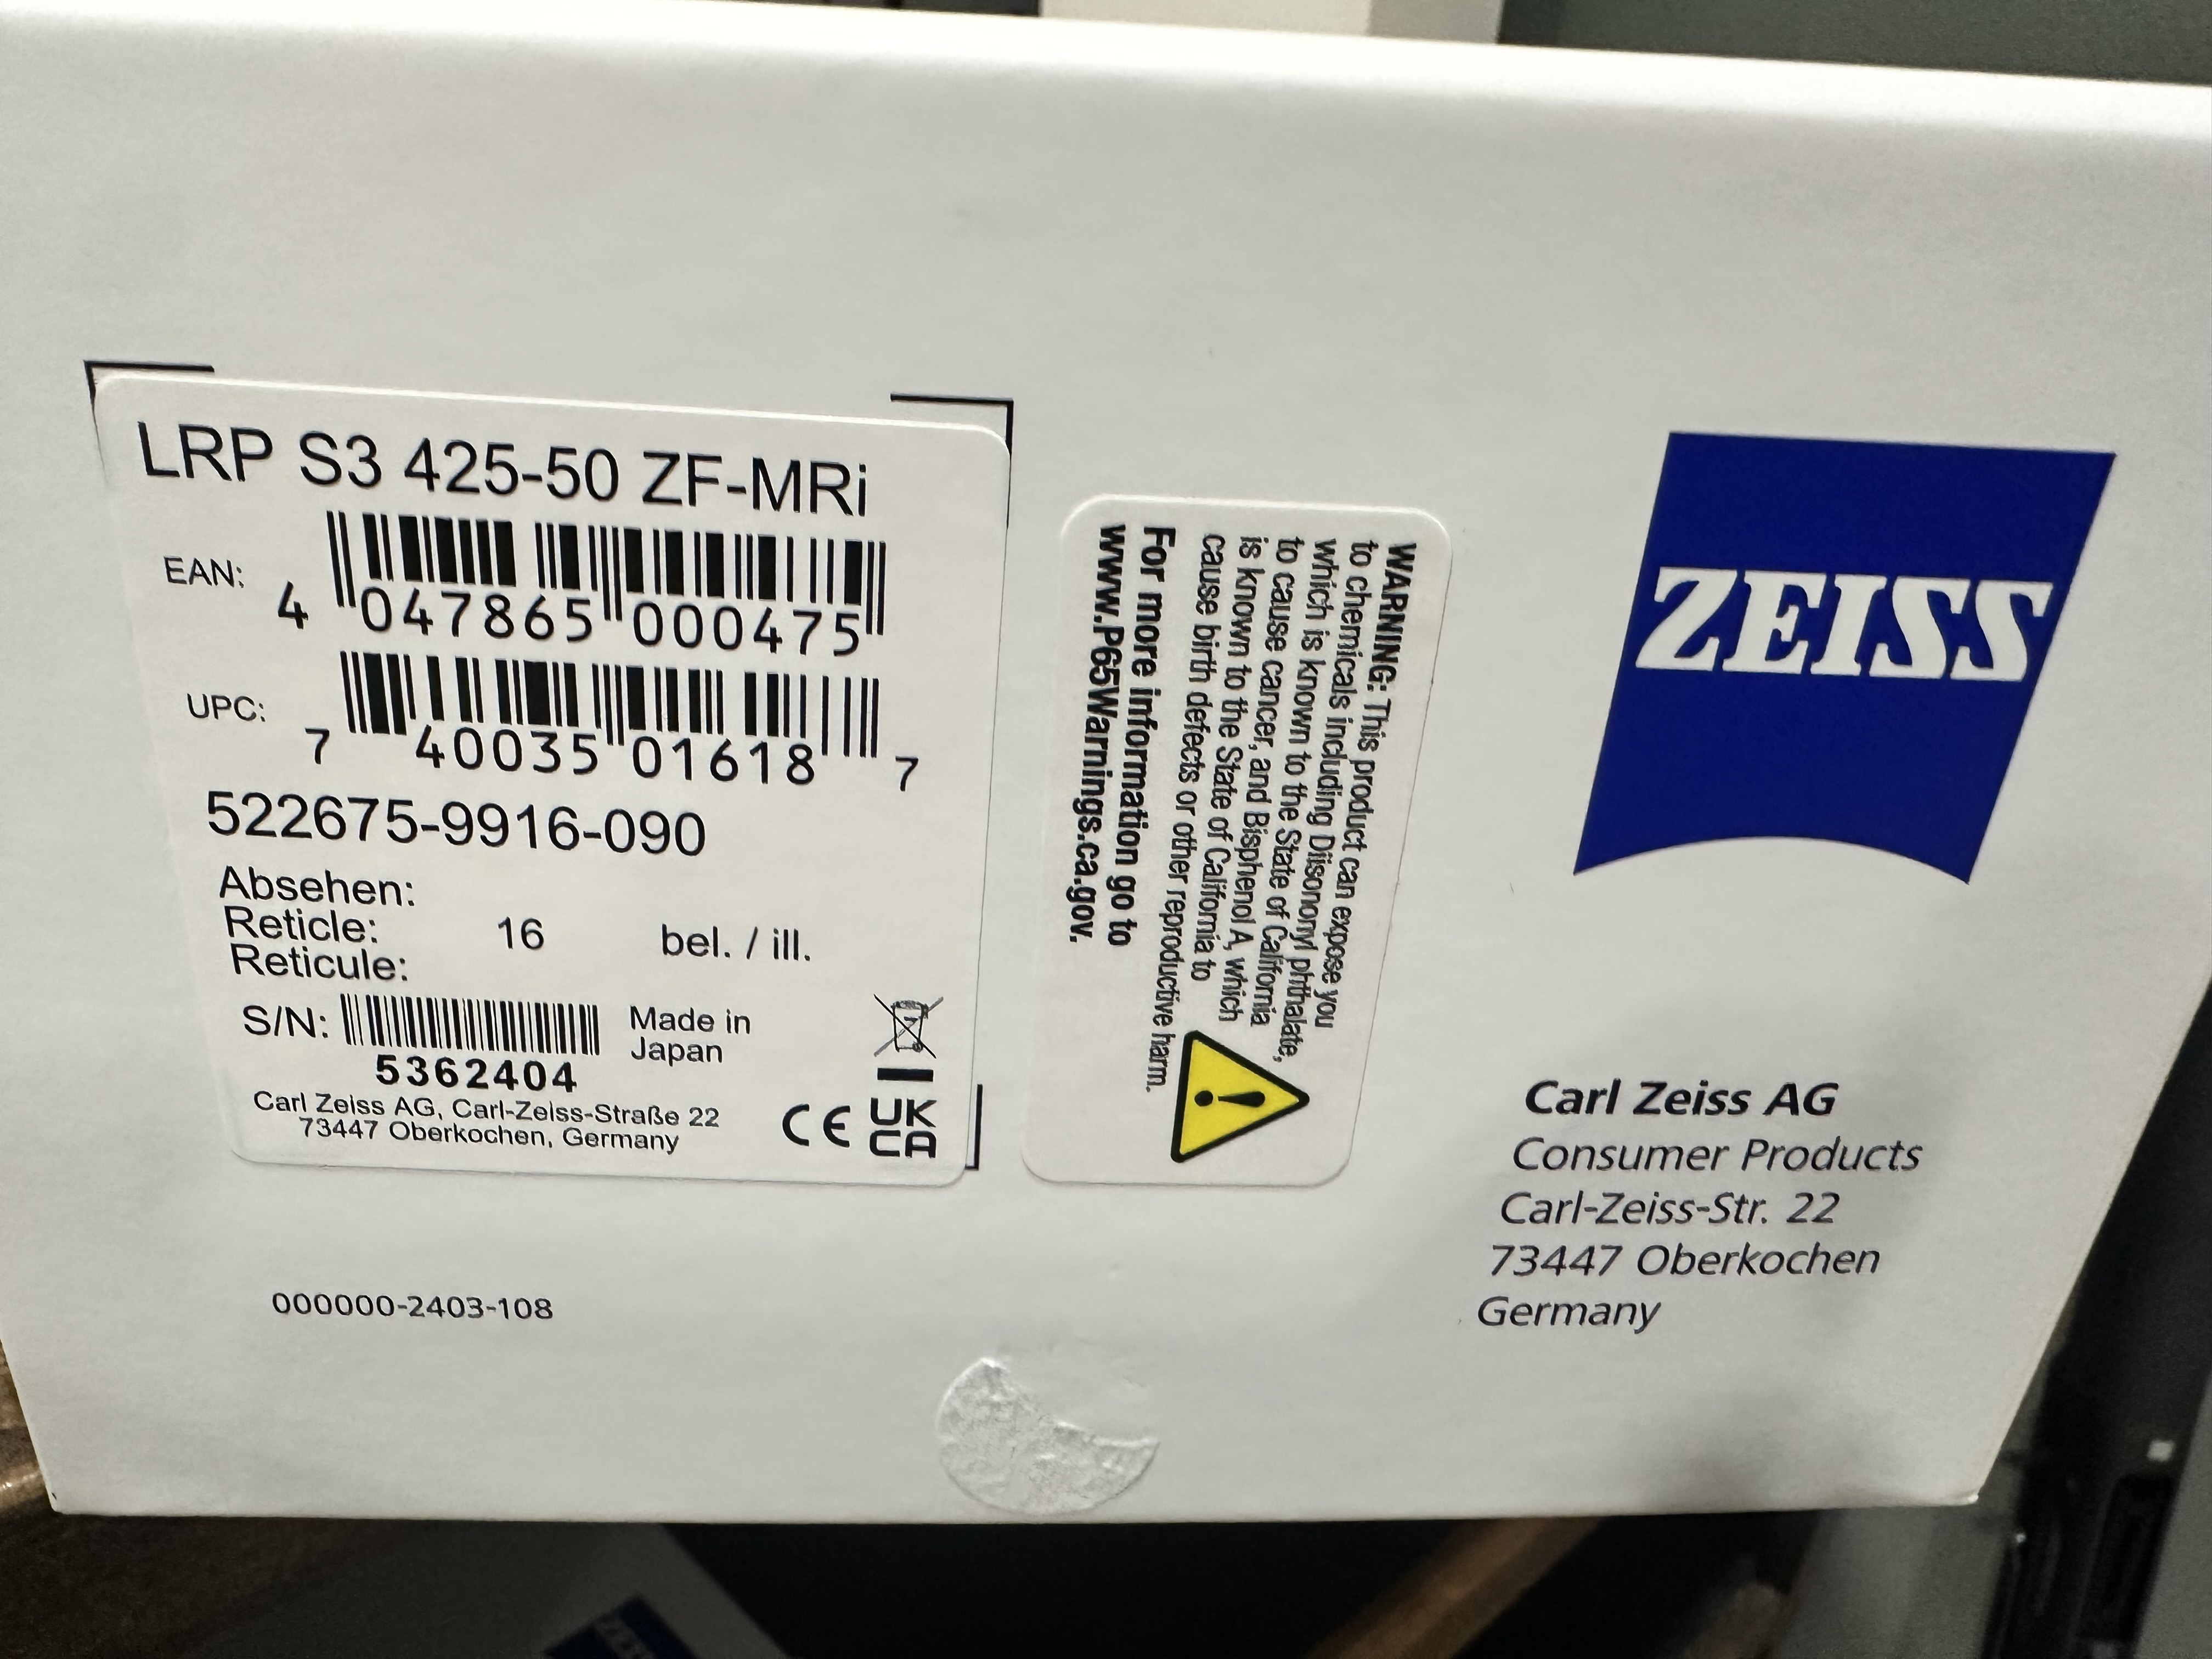 LRP S3 425-50 ZF-MRi
EAN: 4 047865 000475
UPC: 7 40035 01618 7
522675-9916-090
Absehen:
Reticle: 16 bel. / ill.
Reticule:
S/N: Made in
Japan
5362404
Carl Zeiss AG, Carl-Zeiss-Straße 22
73447 Oberkochen, Germany
CE UK
CA
000000-2403-108
WARNING: This product can expose you
to chemicals including Diisononyl phthalate,
which is known to the State of California
to cause cancer, and Bisphenol A, which
is known to the State of California to
cause birth defects or other reproductive harm.
For more information go to
www.P65Warnings.ca.gov.
ZEISS
Carl Zeiss AG
Consumer Products
Carl-Zeiss-Str. 22
73447 Oberkochen
Germany
ZEISS